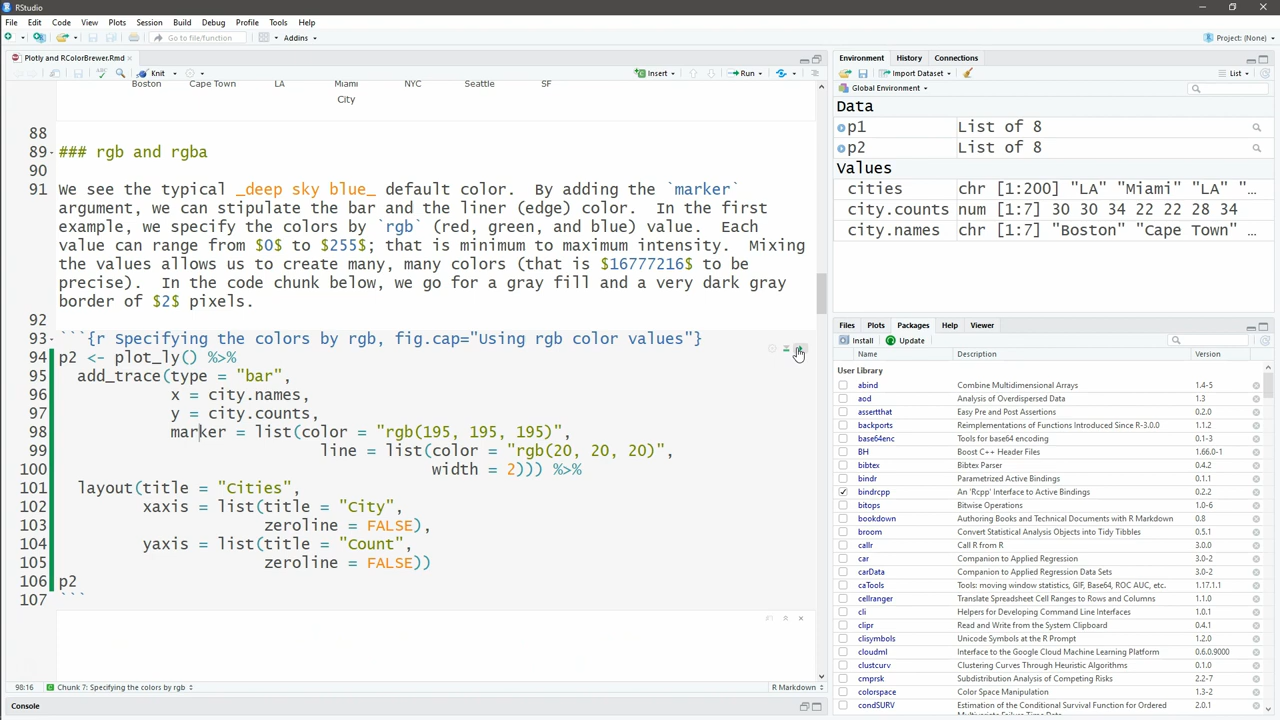 RStudio
File Edit Code View Plots Session Build Debug Profile Tools Help
Go to file/function
Addins
Project: (None)
Plotly and RColorBrewer.Rmd
Knit
Insert
Run
Boston Cape Town LA Miami NYC Seattle SF
City
88
89 ### rgb and rgba
90
91 We see the typical _deep sky blue_ default color. By adding the `marker`
argument, we can stipulate the bar and the liner (edge) color. In the first
example, we specify the colors by `rgb` (red, green, and blue) value. Each
value can range from $0$ to $255$; that is minimum to maximum intensity. Mixing
the values allows us to create many, many colors (that is $16777216$ to be
precise). In the code chunk below, we go for a gray fill and a very dark gray
border of $2$ pixels.
92
93 ```{r Specifying the colors by rgb, fig.cap="Using rgb color values"}
94 p2 <- plot_ly() %>%
95 add_trace(type = "bar",
96 x = city.names,
97 y = city.counts,
98 marker = list(color = "rgb(195, 195, 195)",
99 line = list(color = "rgb(20, 20, 20)",
100 width = 2))) %>%
101 layout(title = "Cities",
102 xaxis = list(title = "City",
103 zeroline = FALSE),
104 yaxis = list(title = "Count",
105 zeroline = FALSE))
106 p2
107 ```
98:16 Chunk 7: Specifying the colors by rgb R Markdown
Console
Environment History Connections
Import Dataset List
Global Environment
Data
p1 List of 8
p2 List of 8
Values
cities chr [1:200] "LA" "Miami" "LA" "…
city.counts num [1:7] 30 30 34 22 22 28 34
city.names chr [1:7] "Boston" "Cape Town" …
Files Plots Packages Help Viewer
Install Update
Name Description Version
User Library
abind Combine Multidimensional Arrays 1.4-5
aod Analysis of Overdispersed Data 1.3
assertthat Easy Pre and Post Assertions 0.2.0
backports Reimplementations of Functions Introduced Since R-3.0.0 1.1.2
base64enc Tools for base64 encoding 0.1-3
BH Boost C++ Header Files 1.66.0-1
bibtex Bibtex Parser 0.4.2
bindr Parametrized Active Bindings 0.1.1
bindrcpp An 'Rcpp' Interface to Active Bindings 0.2.2
bitops Bitwise Operations 1.0-6
bookdown Authoring Books and Technical Documents with R Markdown 0.8
broom Convert Statistical Analysis Objects into Tidy Tibbles 0.5.1
callr Call R from R 3.0.0
car Companion to Applied Regression 3.0-2
carData Companion to Applied Regression Data Sets 3.0-2
caTools Tools: moving window statistics, GIF, Base64, ROC AUC, etc. 1.17.1.1
cellranger Translate Spreadsheet Cell Ranges to Rows and Columns 1.1.0
cli Helpers for Developing Command Line Interfaces 1.0.1
clipr Read and Write from the System Clipboard 0.4.1
clisymbols Unicode Symbols at the R Prompt 1.2.0
cloudml Interface to the Google Cloud Machine Learning Platform 0.6.0.9000
clustcurv Clustering Curves Through Heuristic Algorithms 0.1.0
cmprsk Subdistribution Analysis of Competing Risks 2.2-7
colorspace Color Space Manipulation 1.3-2
condSURV Estimation of the Conditional Survival Function for Ordered 2.0.1
Multivariate Failure Time Data